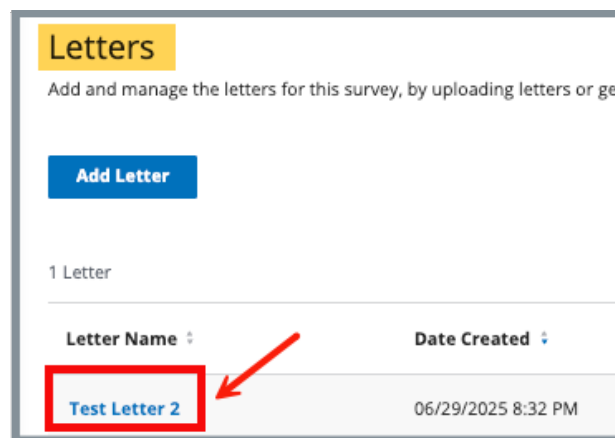 Letters
Add and manage the letters for this survey, by uploading letters or
Add Letter
1 Letter
Letter Name Date Created
Test Letter 2 06/29/2025 8:32 PM